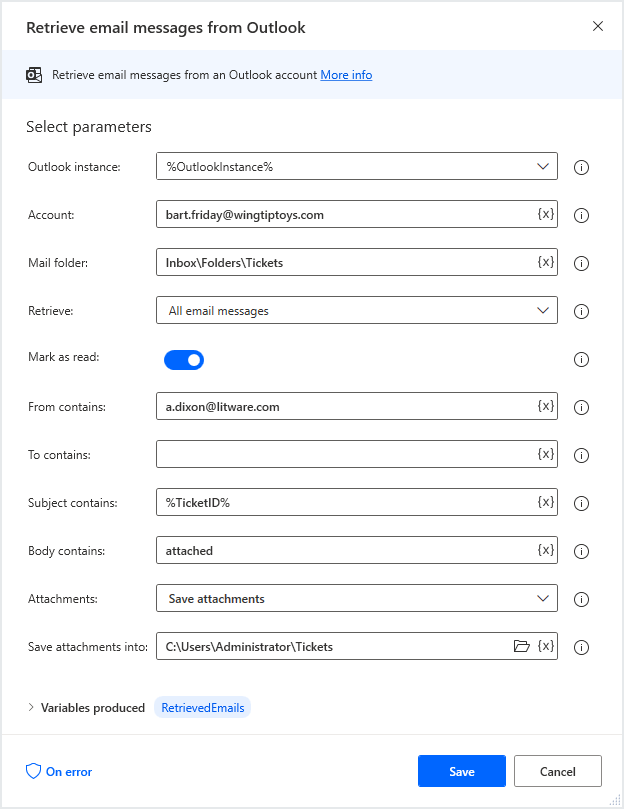 Retrieve email messages from Outlook
Retrieve email messages from an Outlook account More info
Select parameters
Outlook instance: %OutlookInstance%
Account: bart.friday@wingtiptoys.com {x}
Mail folder: Inbox\Folders\Tickets {x}
Retrieve: All email messages
Mark as read:
From contains: a.dixon@litware.com {x}
To contains: {x}
Subject contains: %TicketID% {x}
Body contains: attached {x}
Attachments: Save attachments
Save attachments into: C:\Users\Administrator\Tickets {x}
Variables produced RetrievedEmails
On error Save Cancel